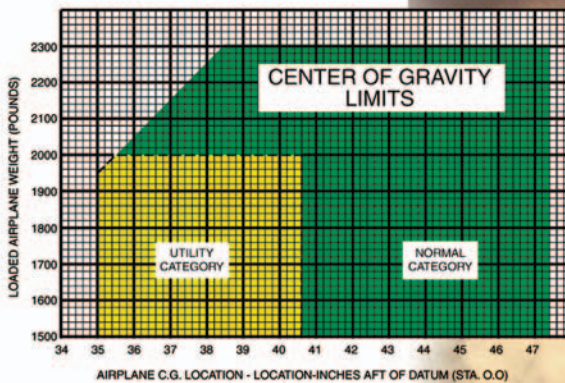 CENTER OF GRAVITY
LIMITS
LOADED AIRPLANE WEIGHT (POUNDS)
2300
2200
2100
2000
1900
1800
1700
1600
1500
UTILITY
CATEGORY
NORMAL
CATEGORY
34 35 36 37 38 39 40 41 42 43 44 45 46 47
AIRPLANE C.G. LOCATION - LOCATION-INCHES AFT OF DATUM (STA. O.O)